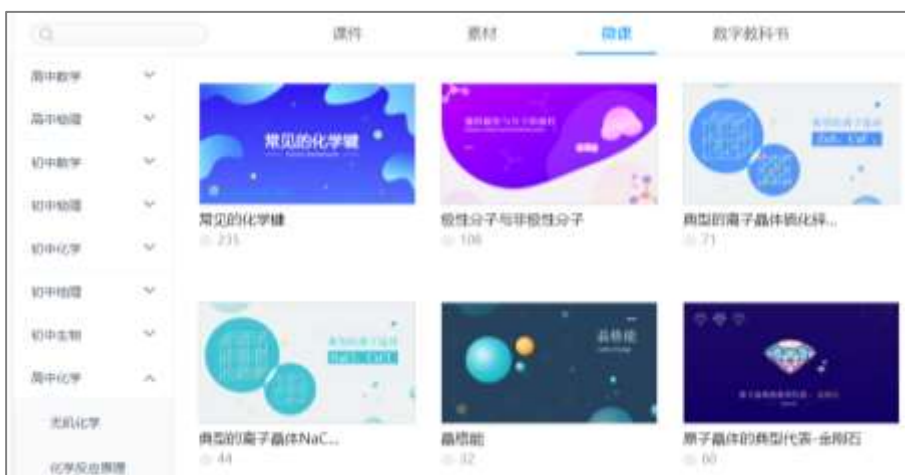 课件 素材 微课 数字教科书
高中数学
高中物理
初中数学
初中物理
初中化学
初中地理
初中生物
高中化学
无机化学
化学反应原理
常见的化学键
常见的化学键
235
极性分子与非极性分子
108
典型的离子晶体硫化锌...
71
NaCl、CsCl
典型的离子晶体NaC...
44
晶格能
晶格能
32
原子晶体的典型代表-金刚石
60